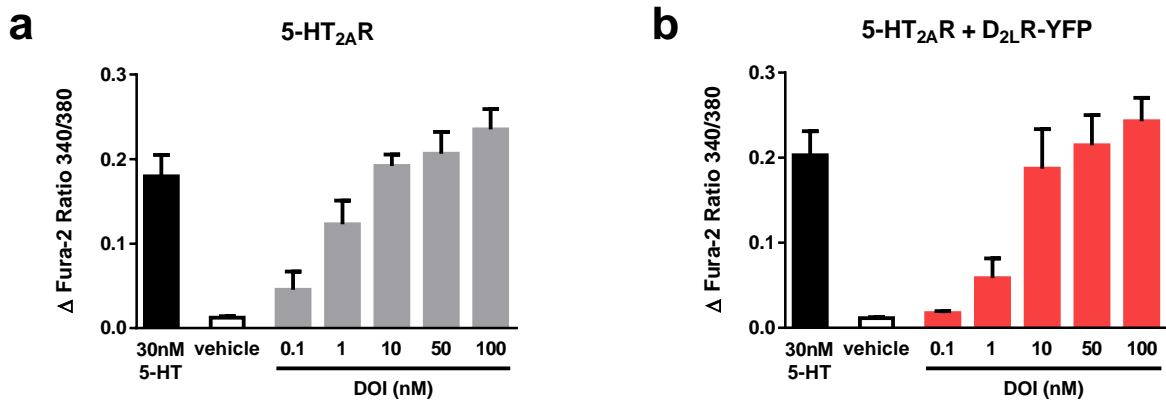 a
5-HT2AR
Δ Fura-2 Ratio 340/380
0.3
0.2
0.1
0.0
30nM vehicle 0.1 1 10 50 100
5-HT
DOI (nM)
b
5-HT2AR + D2LR-YFP
Δ Fura-2 Ratio 340/380
0.3
0.2
0.1
0.0
30nM vehicle 0.1 1 10 50 100
5-HT
DOI (nM)